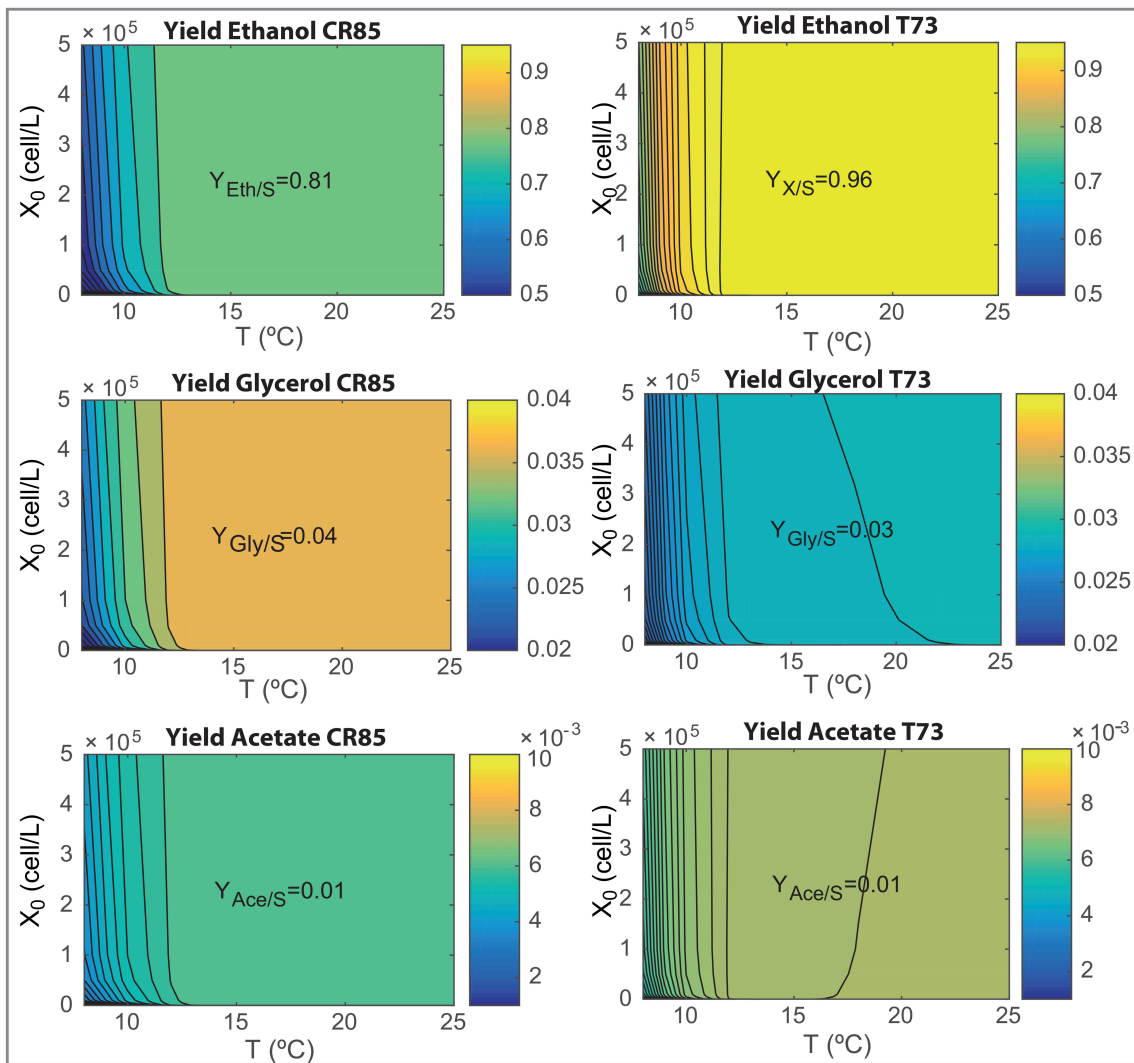 Yield Ethanol CR85
× 10 5
5
4
3
2
1
0
X0 (cell/L)
YEth/S=0.81
10 15 20 25
T (ºC)
0.9
0.8
0.7
0.6
0.5
Yield Ethanol T73
× 10 5
5
4
3
2
1
0
X0 (cell/L)
YX/S=0.96
10 15 20 25
T (ºC)
0.9
0.8
0.7
0.6
0.5
Yield Glycerol CR85
× 10 5
5
4
3
2
1
0
X0 (cell/L)
YGly/S=0.04
10 15 20 25
T (ºC)
0.04
0.035
0.03
0.025
0.02
Yield Glycerol T73
× 10 5
5
4
3
2
1
0
X0 (cell/L)
YGly/S=0.03
10 15 20 25
T (ºC)
0.04
0.035
0.03
0.025
0.02
Yield Acetate CR85
× 10 5
5
4
3
2
1
0
X0 (cell/L)
YAce/S=0.01
10 15 20 25
T (ºC)
× 10 -3
10
8
6
4
2
Yield Acetate T73
× 10 5
5
4
3
2
1
0
X0 (cell/L)
YAce/S=0.01
10 15 20 25
T (ºC)
× 10 -3
10
8
6
4
2